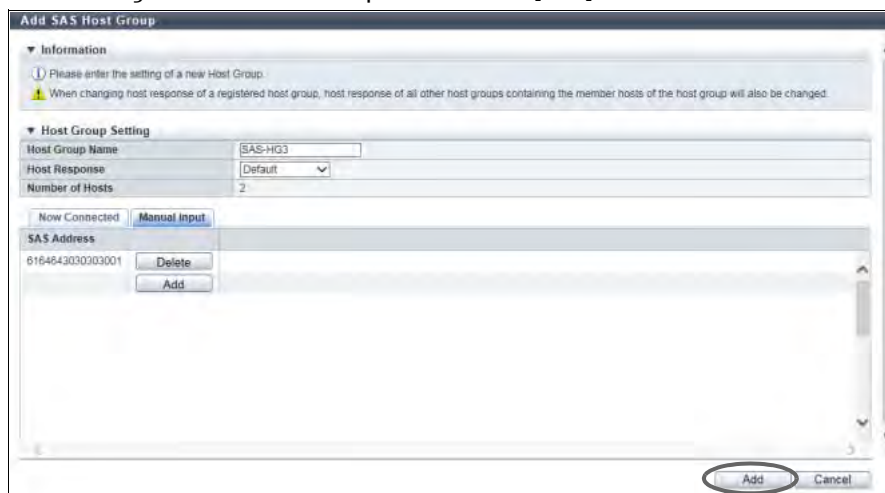 Add SAS Host Group
Information
Please enter the setting of a new Host Group.
When changing host response of a registered host group, host response of all other host groups containing the member hosts of the host group will also be changed.
Host Group Setting
Host Group Name SAS-HG3
Host Response Default
Number of Hosts 2
Now Connected Manual Input
SAS Address
6164643030303001 Delete
Add
Add Cancel